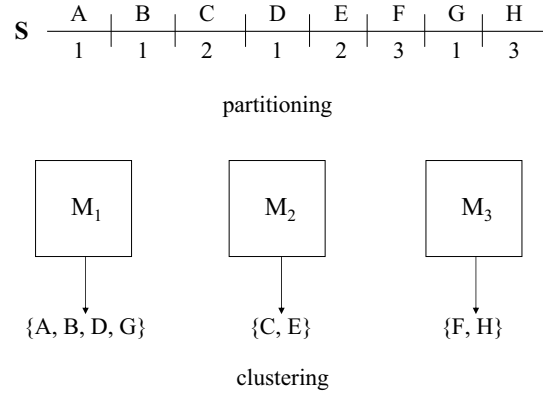 A B C D E F G H
S
1 1 2 1 2 3 1 3
partitioning
M₁ M₂ M₃
{A, B, D, G} {C, E} {F, H}
clustering